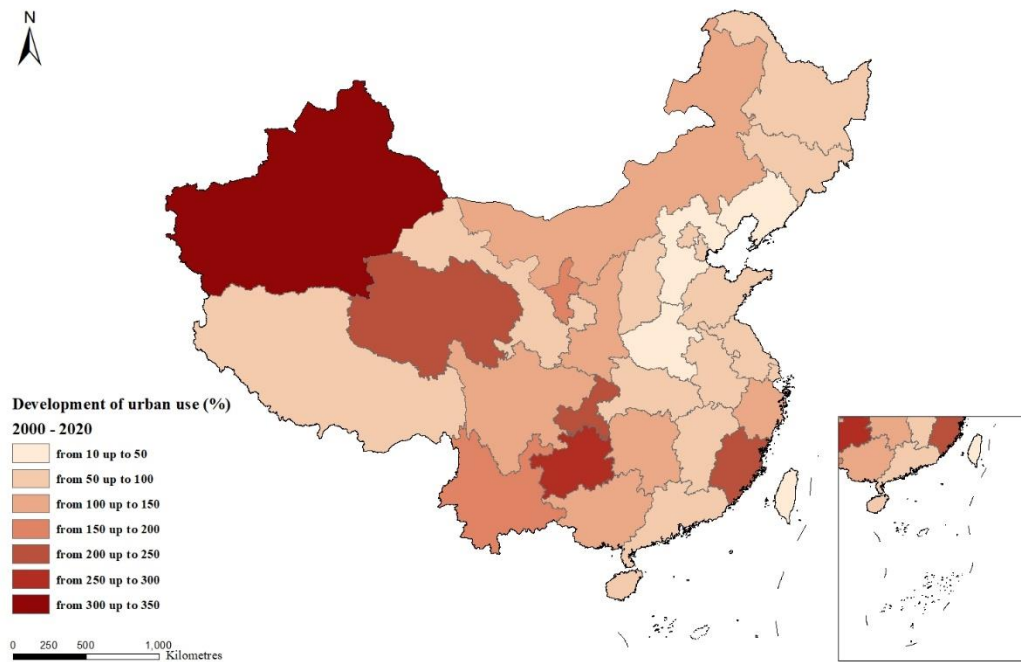 N
Development of urban use (%)
2000 - 2020
from 10 up to 50
from 50 up to 100
from 100 up to 150
from 150 up to 200
from 200 up to 250
from 250 up to 300
from 300 up to 350
0 250 500 1,000
Kilometres